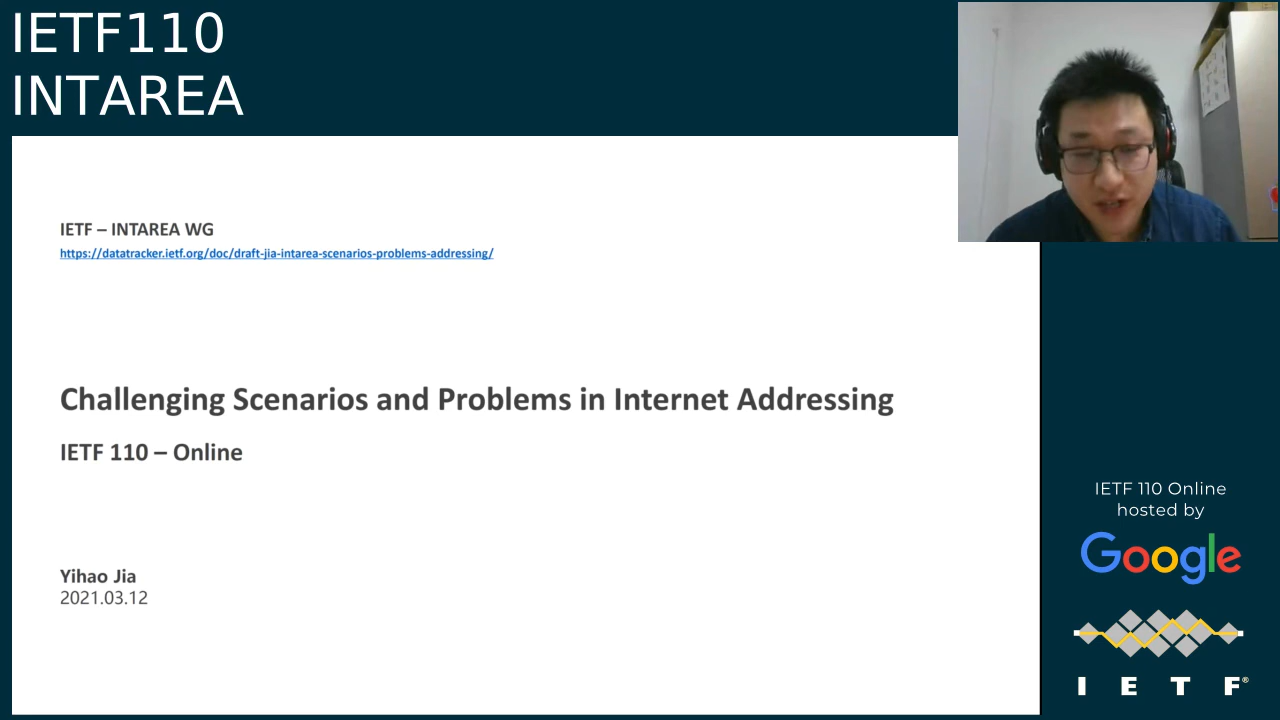 IETF110
INTAREA
IETF – INTAREA WG
https://datatracker.ietf.org/doc/draft-jia-intarea-scenarios-problems-addressing/
Challenging Scenarios and Problems in Internet Addressing
IETF 110 – Online
Yihao Jia
2021.03.12
IETF 110 Online
hosted by
Google
I E T F®